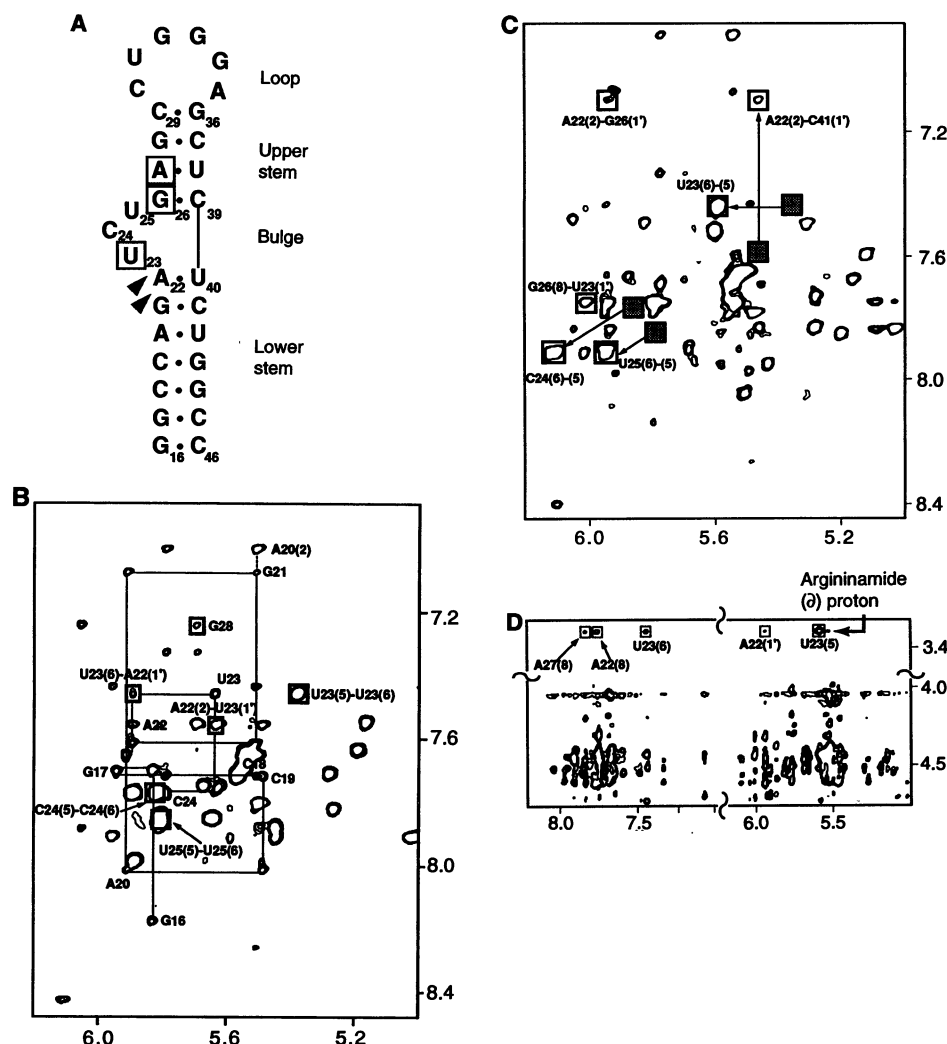 A
G G
U G
C A
Loop
C29 • G36
G • C
Upper stem
A • U
G26 • C39
U25
C24
Bulge
U23
A22 • U40
G • C
A • U
Lower stem
C • G
C • G
G • C
G16 • C46
B
A20(2)
G21
7.2
G28
U23(6)-A22(1')
U23
U23(5)-U23(6)
A22(2)-U23(1')
A22
7.6
C18
G17
C19
C24(5)-C24(6)
C24
U25(5)-U25(6)
8.0
A20
G16
8.4
6.0 5.6 5.2
C
A22(2)-G26(1')
A22(2)-C41(1')
7.2
U23(6)-(5)
7.6
G26(8)-U23(1')
U25(6)-(5)
C24(6)-(5)
8.0
8.4
6.0 5.6 5.2
Argininamide
(∂) proton
D
A27(8)
A22(8)
U23(6)
A22(1')
U23(5)
3.4
4.0
4.5
8.0 7.5 6.0 5.5